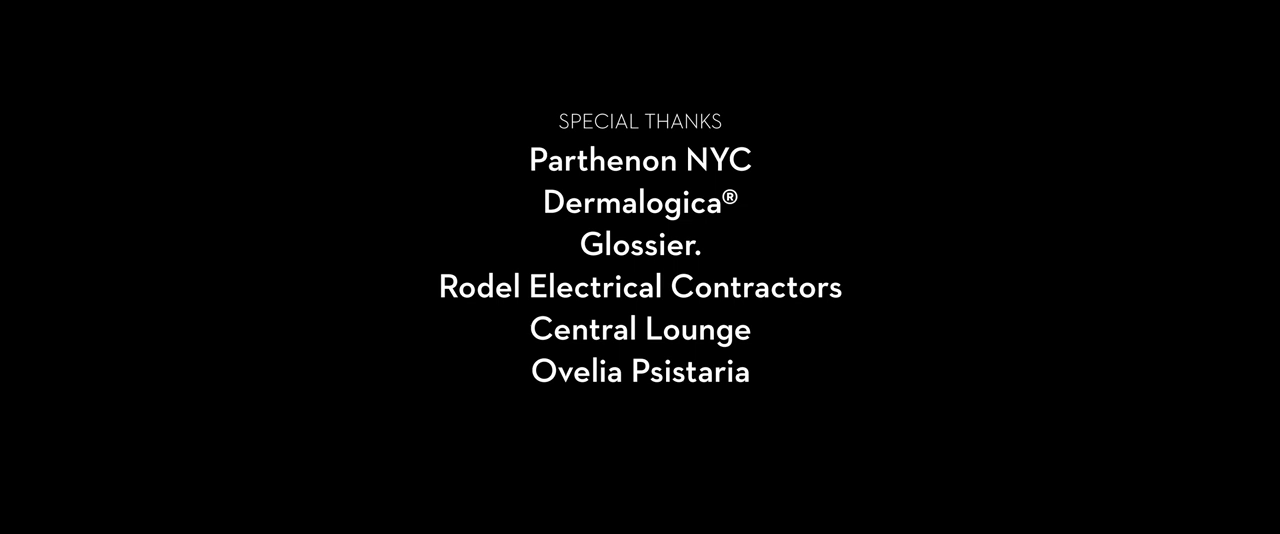 SPECIAL THANKS
Parthenon NYC
Dermalogica®
Glossier.
Rodel Electrical Contractors
Central Lounge
Ovelia Psistaria